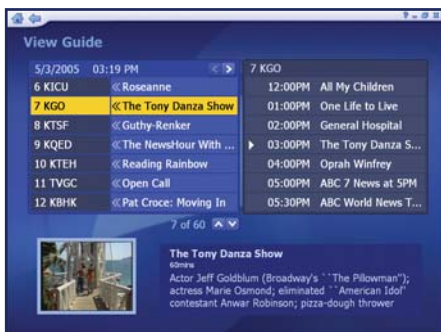 View Guide
5/3/2005 03:19 PM
6 KICU «Roseanne
7 KGO «The Tony Danza Show
8 KTSF «Guthy-Renker
9 KQED «The NewsHour With ...
10 KTEH «Reading Rainbow
11 TVGC «Open Call
12 KBHK «Pat Croce: Moving In
7 of 60
7 KGO
12:00PM All My Children
01:00PM One Life to Live
02:00PM General Hospital
03:00PM The Tony Danza S...
04:00PM Oprah Winfrey
05:00PM ABC 7 News at 5PM
05:30PM ABC World News T...
The Tony Danza Show
60mins
Actor Jeff Goldblum (Broadway's ``The Pillowman'');
actress Marie Osmond; eliminated ``American Idol''
contestant Anwar Robinson; pizza-dough thrower